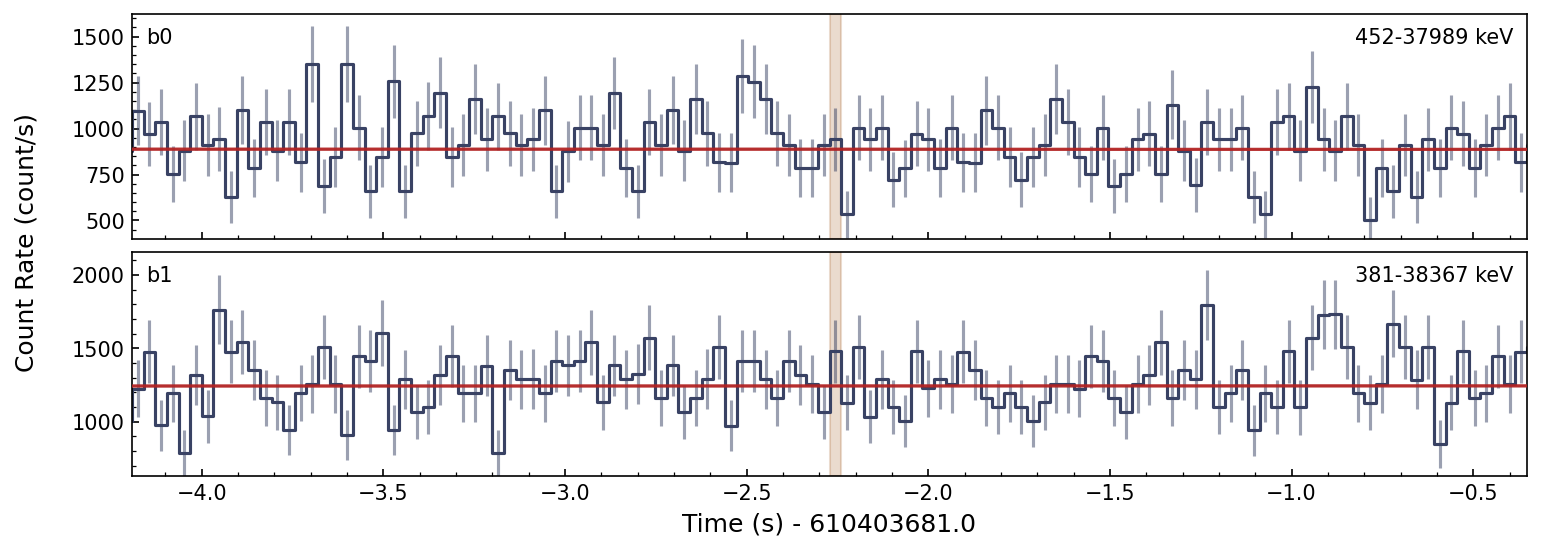 b0
452-37989 keV
1500
1250
1000
750
500
b1
381-38367 keV
2000
1500
1000
Count Rate (count/s)
−4.0 −3.5 −3.0 −2.5 −2.0 −1.5 −1.0 −0.5
Time (s) - 610403681.0